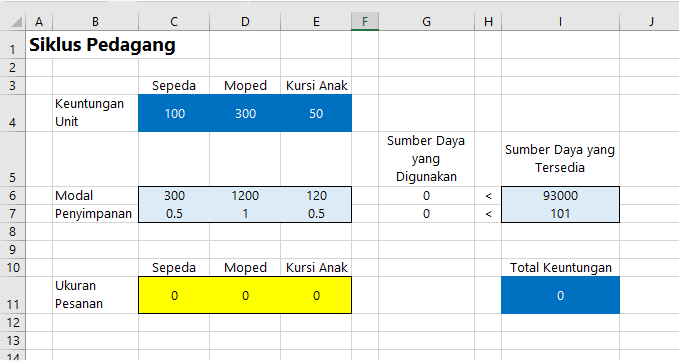 A B C D E F G H I J
1 Siklus Pedagang
2
3 Sepeda Moped Kursi Anak
Keuntungan
4 Unit 100 300 50
Sumber Daya
yang
Digunakan
Sumber Daya yang
Tersedia
5
6 Modal 300 1200 120 0 < 93000
7 Penyimpanan 0.5 1 0.5 0 < 101
8
9
10 Sepeda Moped Kursi Anak Total Keuntungan
Ukuran
11 Pesanan 0 0 0 0
12
13
14